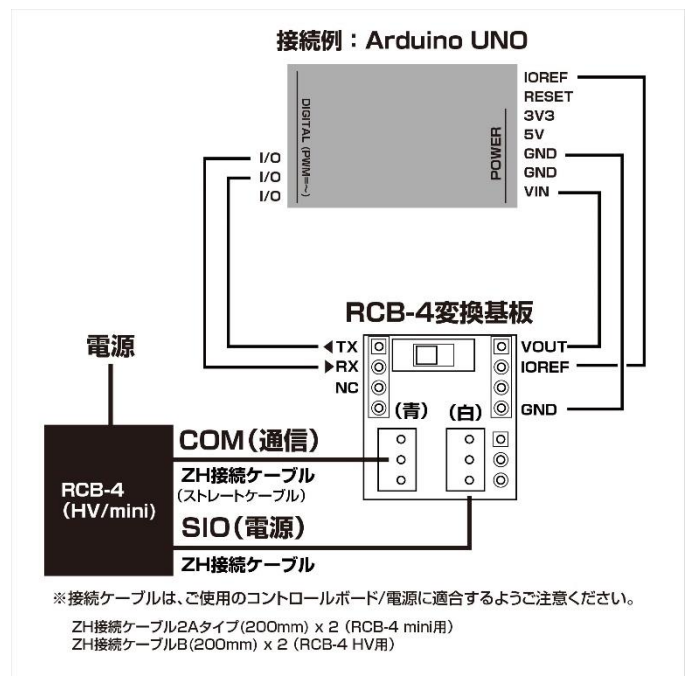 接続例：Arduino UNO
DIGITAL (PWM=~)
POWER
IOREF
RESET
3V3
5V
GND
GND
VIN
I/O
I/O
I/O
RCB-4変換基板
◀TX
▶RX
NC
VOUT
IOREF
GND
（青）
（白）
電源
COM（通信）
ZH接続ケーブル
（ストレートケーブル）
RCB-4
（HV/mini）
SIO（電源）
ZH接続ケーブル
※接続ケーブルは、ご使用のコントロールボード/電源に適合するようご注意ください。
ZH接続ケーブル2Aタイプ(200mm) x 2（RCB-4 mini用）
ZH接続ケーブルB(200mm) x 2（RCB-4 HV用）